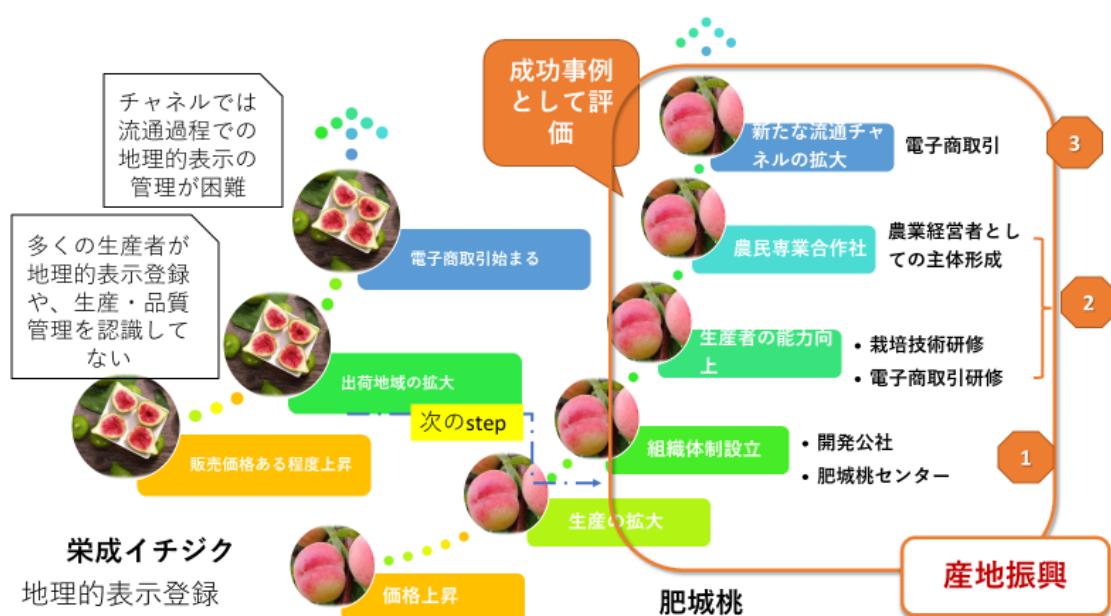 チャネルでは
流通過程での
地理的表示の
管理が困難
多くの生産者が
地理的表示登録
や、生産・品質
管理を認識して
ない
電子商取引始まる
出荷地域の拡大
販売価格ある程度上昇
次のstep
栄成イチジク
地理的表示登録
成功事例
として評
価
新たな流通チャ
ネルの拡大
電子商取引
3
農民専業合作社
農業経営者とし
ての主体形成
2
生産者の能力向
上
• 栽培技術研修
• 電子商取引研修
組織体制設立
• 開発公社
• 肥城桃センター
1
生産の拡大
価格上昇
肥城桃
産地振興